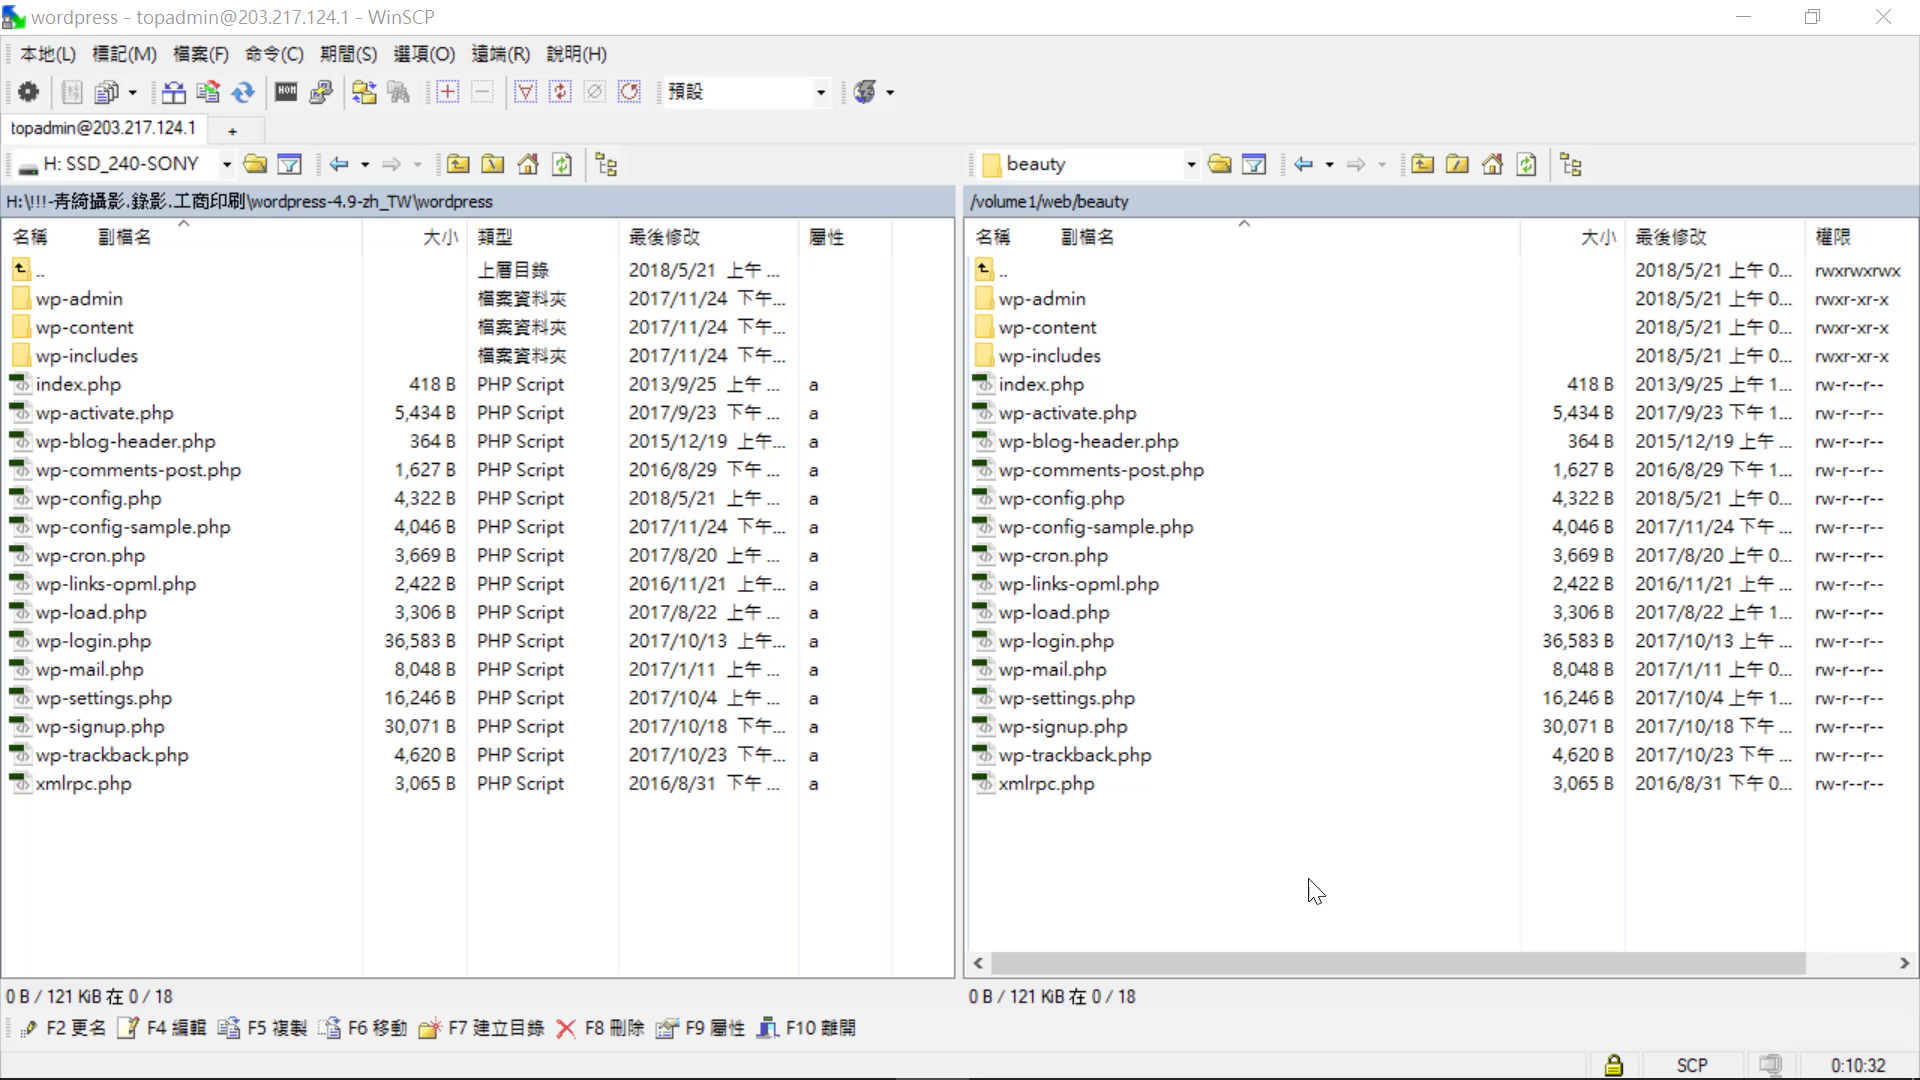 wordpress - topadmin@203.217.124.1 - WinSCP
本地(L) 標記(M) 檔案(F) 命令(C) 期間(S) 選項(O) 遠端(R) 說明(H)
預設
topadmin@203.217.124.1 +
H: SSD_240-SONY
beauty
H:\!!!-青綺攝影.錄影.工商印刷\wordpress-4.9-zh_TW\wordpress
/volume1/web/beauty
名稱 副檔名 大小 類型 最後修改 屬性
.. 上層目錄 2018/5/21 上午 ...
wp-admin 檔案資料夾 2017/11/24 下午...
wp-content 檔案資料夾 2017/11/24 下午...
wp-includes 檔案資料夾 2017/11/24 下午...
index.php 418 B PHP Script 2013/9/25 上午 ... a
wp-activate.php 5,434 B PHP Script 2017/9/23 下午 ... a
wp-blog-header.php 364 B PHP Script 2015/12/19 上午... a
wp-comments-post.php 1,627 B PHP Script 2016/8/29 下午 ... a
wp-config.php 4,322 B PHP Script 2018/5/21 上午 ... a
wp-config-sample.php 4,046 B PHP Script 2017/11/24 下午... a
wp-cron.php 3,669 B PHP Script 2017/8/20 上午 ... a
wp-links-opml.php 2,422 B PHP Script 2016/11/21 上午... a
wp-load.php 3,306 B PHP Script 2017/8/22 上午 ... a
wp-login.php 36,583 B PHP Script 2017/10/13 上午... a
wp-mail.php 8,048 B PHP Script 2017/1/11 上午 ... a
wp-settings.php 16,246 B PHP Script 2017/10/4 上午 ... a
wp-signup.php 30,071 B PHP Script 2017/10/18 下午... a
wp-trackback.php 4,620 B PHP Script 2017/10/23 下午... a
xmlrpc.php 3,065 B PHP Script 2016/8/31 下午 ... a
名稱 副檔名 大小 最後修改 權限
.. 2018/5/21 上午 0... rwxrwxrwx
wp-admin 2018/5/21 上午 0... rwxr-xr-x
wp-content 2018/5/21 上午 0... rwxr-xr-x
wp-includes 2018/5/21 上午 0... rwxr-xr-x
index.php 418 B 2013/9/25 上午 1... rw-r--r--
wp-activate.php 5,434 B 2017/9/23 下午 1... rw-r--r--
wp-blog-header.php 364 B 2015/12/19 上午 ... rw-r--r--
wp-comments-post.php 1,627 B 2016/8/29 下午 1... rw-r--r--
wp-config.php 4,322 B 2018/5/21 上午 0... rw-r--r--
wp-config-sample.php 4,046 B 2017/11/24 下午 ... rw-r--r--
wp-cron.php 3,669 B 2017/8/20 上午 0... rw-r--r--
wp-links-opml.php 2,422 B 2016/11/21 上午 ... rw-r--r--
wp-load.php 3,306 B 2017/8/22 上午 1... rw-r--r--
wp-login.php 36,583 B 2017/10/13 上午 ... rw-r--r--
wp-mail.php 8,048 B 2017/1/11 上午 0... rw-r--r--
wp-settings.php 16,246 B 2017/10/4 上午 1... rw-r--r--
wp-signup.php 30,071 B 2017/10/18 下午 ... rw-r--r--
wp-trackback.php 4,620 B 2017/10/23 下午 ... rw-r--r--
xmlrpc.php 3,065 B 2016/8/31 下午 0... rw-r--r--
0 B / 121 KiB 在 0 / 18
0 B / 121 KiB 在 0 / 18
F2 更名 F4 編輯 F5 複製 F6 移動 F7 建立目錄 F8 刪除 F9 屬性 F10 離開
SCP 0:10:32